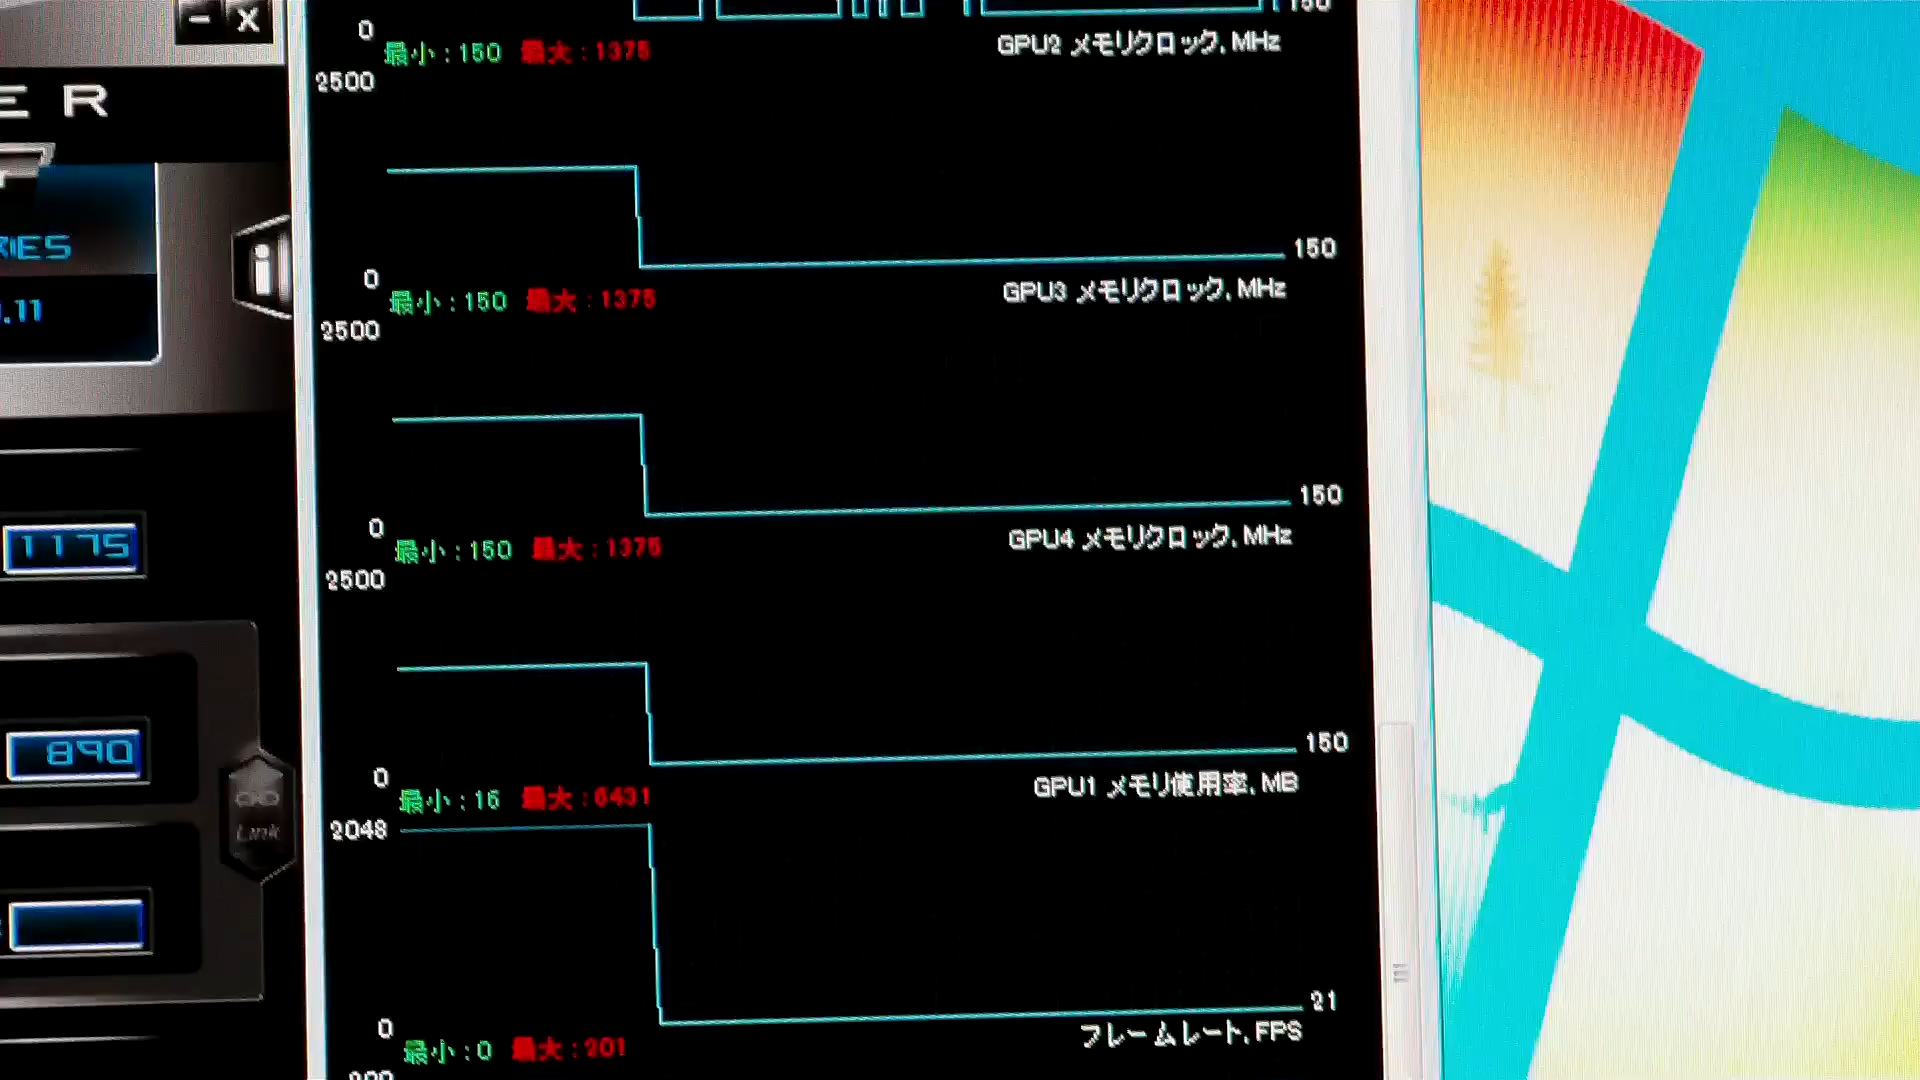 150
0
最小 : 150 最大 : 1375
GPU2 メモリクロック, MHz
2500
150
0
最小 : 150 最大 : 1375
GPU3 メモリクロック, MHz
2500
150
0
最小 : 150 最大 : 1375
GPU4 メモリクロック, MHz
2500
150
0
最小 : 16 最大 : 6431
GPU1 メモリ使用率, MB
2048
21
0
最小 : 0 最大 : 201
フレームレート, FPS
E R
.11
1175
890
Link